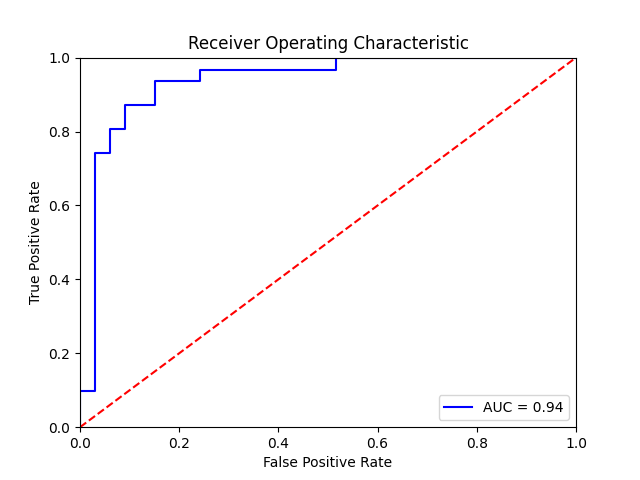 Receiver Operating Characteristic
1.0
0.8
0.6
0.4
0.2
0.0
True Positive Rate
AUC = 0.94
0.0 0.2 0.4 0.6 0.8 1.0
False Positive Rate